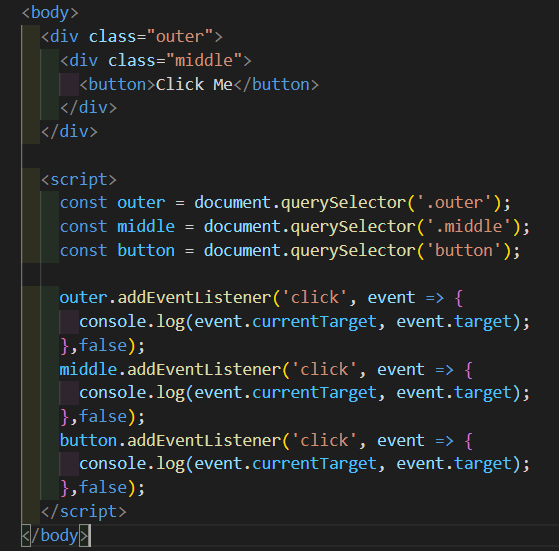 <body>
<div class="outer">
<div class="middle">
<button>Click Me</button>
</div>
</div>
<script>
const outer = document.querySelector('.outer');
const middle = document.querySelector('.middle');
const button = document.querySelector('button');
outer.addEventListener('click', event => {
console.log(event.currentTarget, event.target);
},false);
middle.addEventListener('click', event => {
console.log(event.currentTarget, event.target);
},false);
button.addEventListener('click', event => {
console.log(event.currentTarget, event.target);
},false);
</script>
</body>